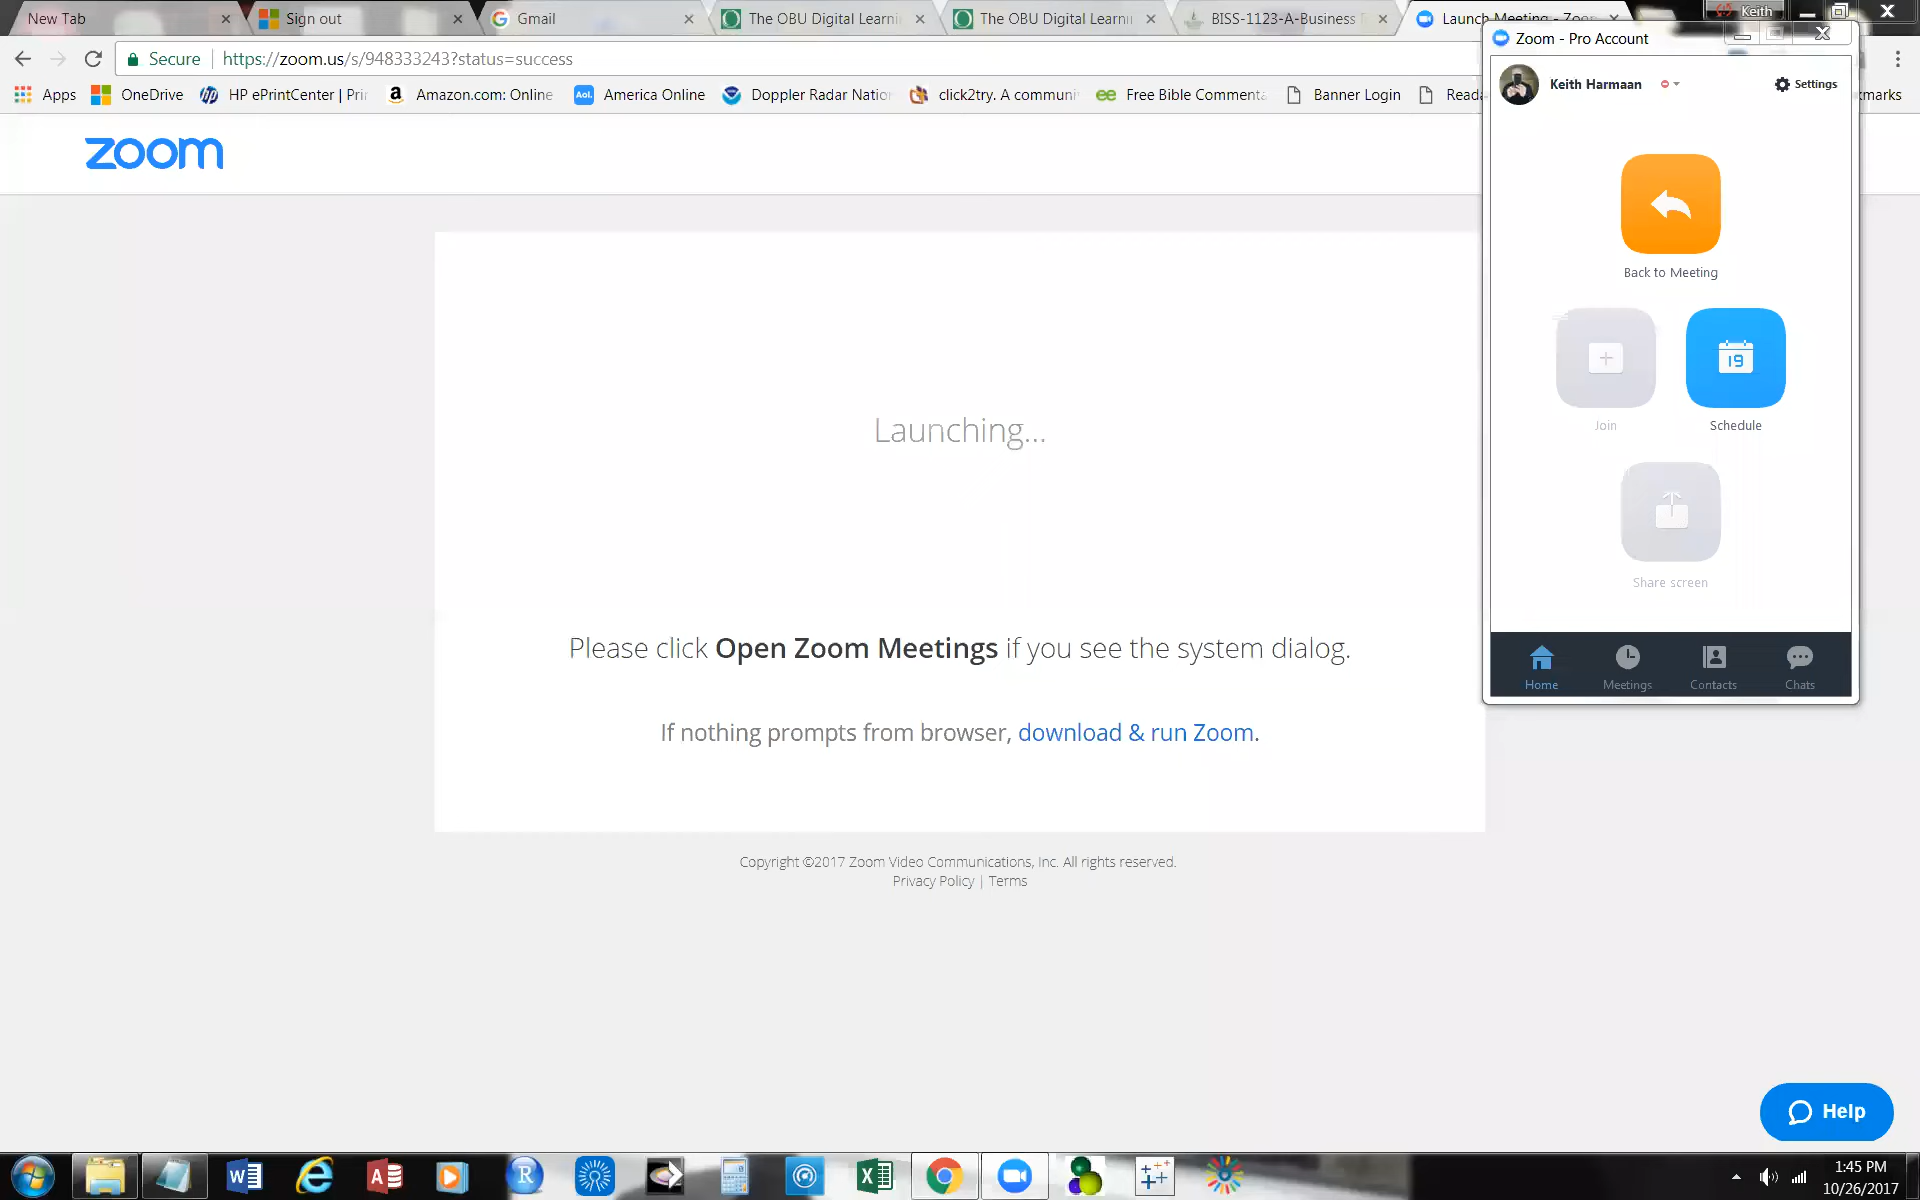 New Tab
Sign out
Gmail
The OBU Digital Learni
The OBU Digital Learnin
BISS-1123-A-Business
Launch Meeting - Zoo
Keith
Secure
https://zoom.us/s/948333243?status=success
Apps
OneDrive
HP ePrintCenter | Pri
Amazon.com: Online
America Online
Doppler Radar Natio
click2try. A communi
Free Bible Commenta
Banner Login
Reada
marks
zoom
Launching...
Please click Open Zoom Meetings if you see the system dialog.
If nothing prompts from browser, download & run Zoom.
Copyright ©2017 Zoom Video Communications, Inc. All rights reserved.
Privacy Policy | Terms
Zoom - Pro Account
Keith Harmaan
Settings
Back to Meeting
19
Join
Schedule
Share screen
Home
Meetings
Contacts
Chats
Help
1:45 PM
10/26/2017